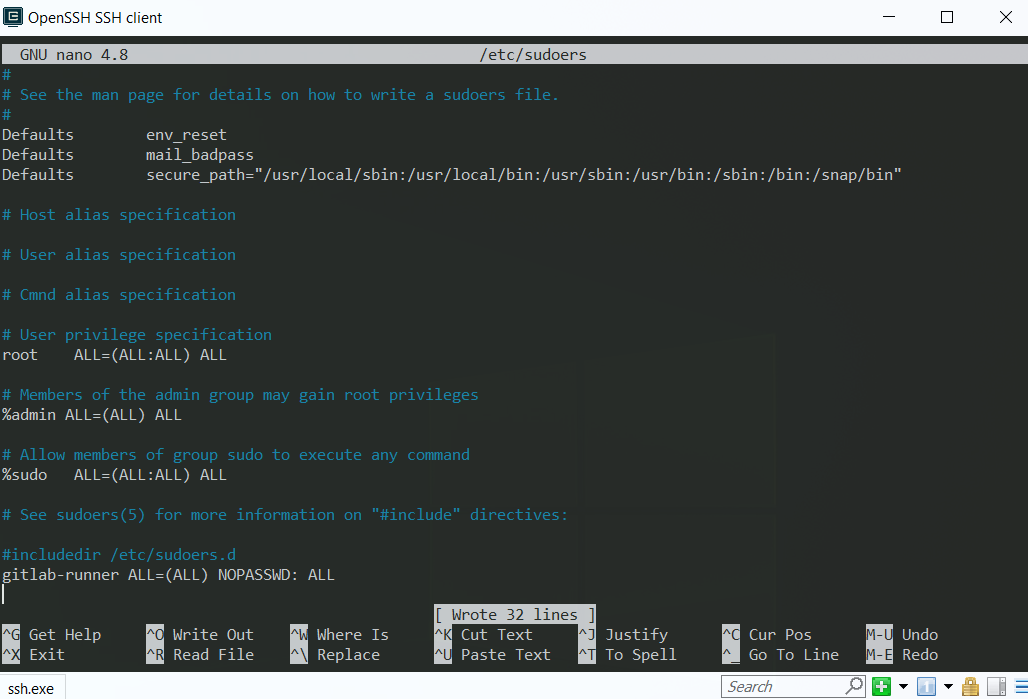 OpenSSH SSH client
GNU nano 4.8 /etc/sudoers
#
# See the man page for details on how to write a sudoers file.
#
Defaults env_reset
Defaults mail_badpass
Defaults secure_path="/usr/local/sbin:/usr/local/bin:/usr/sbin:/usr/bin:/sbin:/bin:/snap/bin"
# Host alias specification
# User alias specification
# Cmnd alias specification
# User privilege specification
root ALL=(ALL:ALL) ALL
# Members of the admin group may gain root privileges
%admin ALL=(ALL) ALL
# Allow members of group sudo to execute any command
%sudo ALL=(ALL:ALL) ALL
# See sudoers(5) for more information on "#include" directives:
#includedir /etc/sudoers.d
gitlab-runner ALL=(ALL) NOPASSWD: ALL
[ Wrote 32 lines ]
^G Get Help ^O Write Out ^W Where Is ^K Cut Text ^J Justify ^C Cur Pos M-U Undo
^X Exit ^R Read File ^\ Replace ^U Paste Text ^T To Spell ^_ Go To Line M-E Redo
ssh.exe Search 1